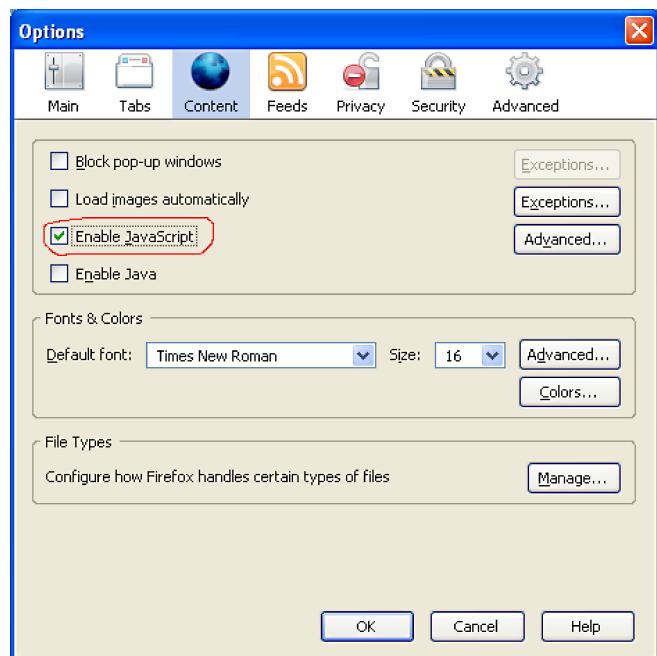 Options
Main Tabs Content Feeds Privacy Security Advanced
Block pop-up windows Exceptions...
Load images automatically Exceptions...
Enable JavaScript Advanced...
Enable Java
Fonts & Colors
Default font: Times New Roman Size: 16 Advanced...
Colors...
File Types
Configure how Firefox handles certain types of files Manage...
OK Cancel Help